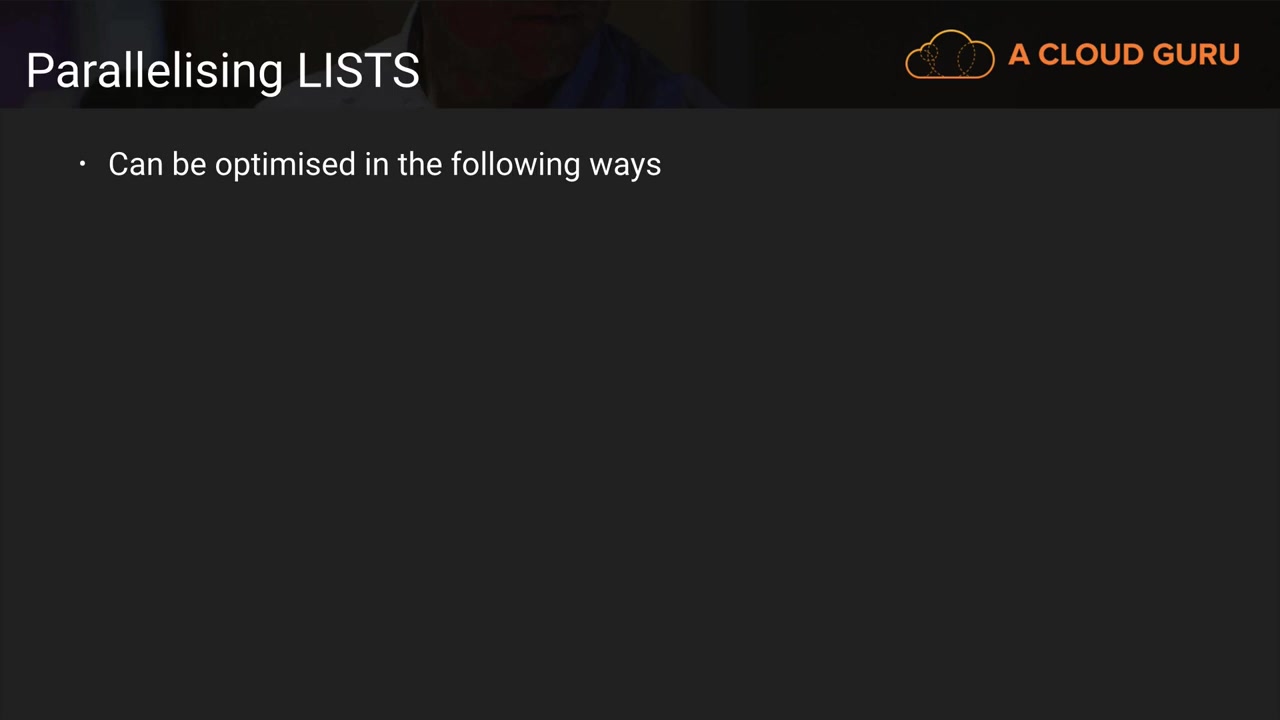 Parallelising LISTS
A CLOUD GURU
• Can be optimised in the following ways